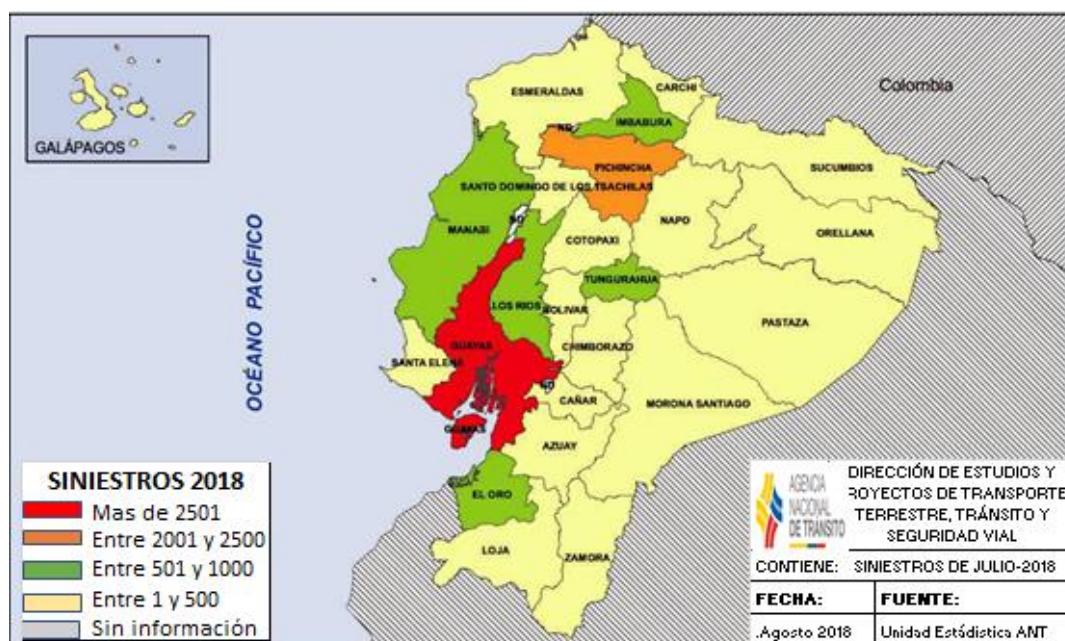 GALÁPAGOS
OCÉANO PACÍFICO
Colombia
ESMERALDAS
CARCHI
IMBABURA
ND
PICHINCHA
SUCUMBIOS
SANTO DOMINGO DE LOS TSACHILAS
NAPO
ORELLANA
MANABI
ND
COTOPAXI
TUNGURAHUA
LOS RIOS
BOLIVAR
PASTAZA
GUAYAS
CHIMBORAZO
SANTA ELENA
ND
CAÑAR
MORONA SANTIAGO
GUAYAS
AZUAY
EL ORO
LOJA
ZAMORA
SINIESTROS 2018
Mas de 2501
Entre 2001 y 2500
Entre 501 y 1000
Entre 1 y 500
Sin información
AGENCIA
NACIONAL
DE TRÁNSITO
DIRECCIÓN DE ESTUDIOS Y
ROYECTOS DE TRANSPORTE
TERRESTRE, TRÁNSITO Y
SEGURIDAD VIAL
CONTIENE: SINIESTROS DE JULIO-2018
FECHA: FUENTE:
.Agosto 2018 Unidad Estádistica ANT